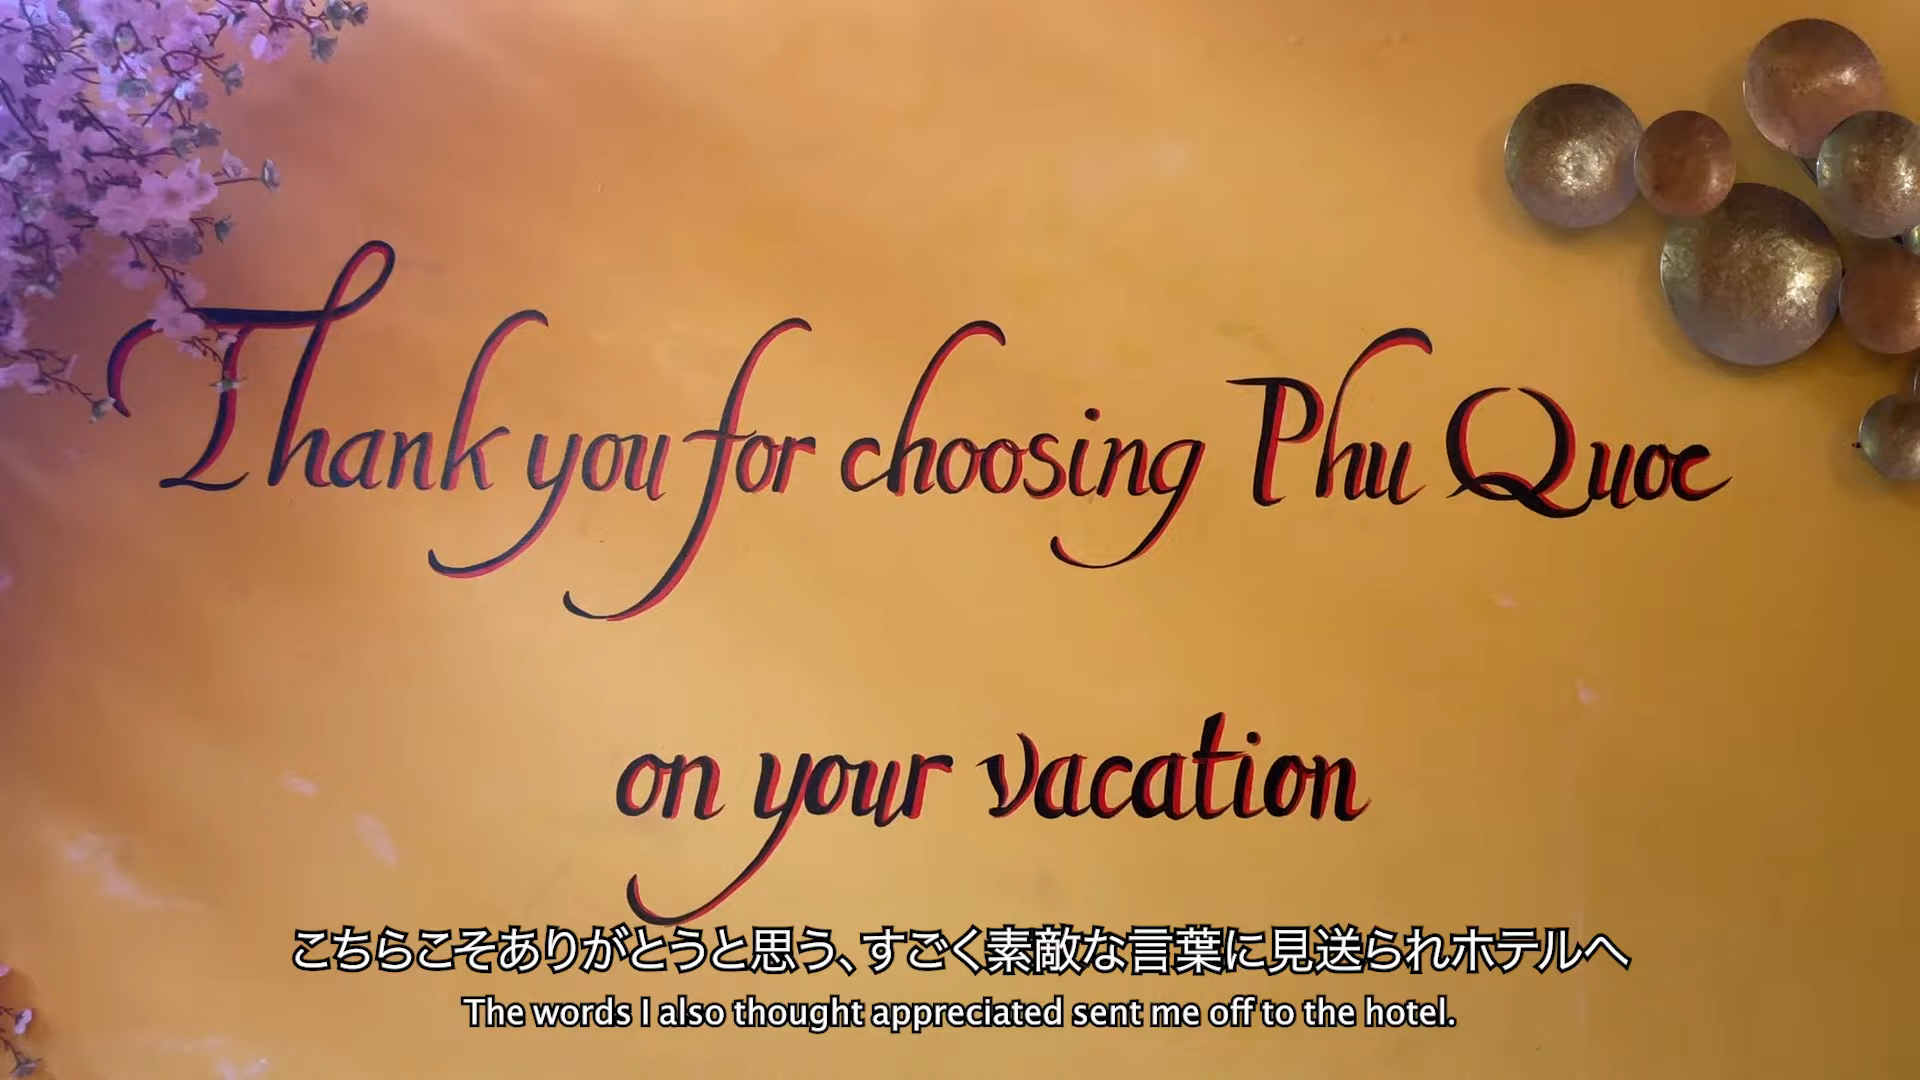 Thank you for choosing Phu Quoc
on your vacation
こちらこそありがとうと思う、すごく素敵な言葉に見送られホテルへ
The words I also thought appreciated sent me off to the hotel.